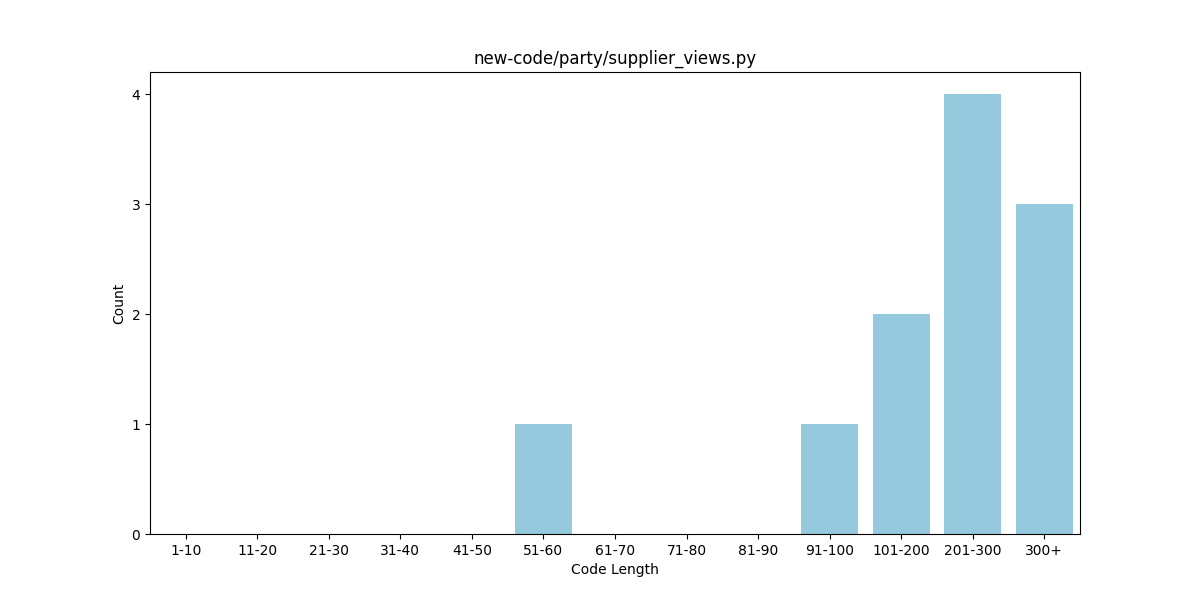 new-code/party/supplier_views.py
4
3
2
1
0
Count
1-10 11-20 21-30 31-40 41-50 51-60 61-70 71-80 81-90 91-100 101-200 201-300 300+
Code Length